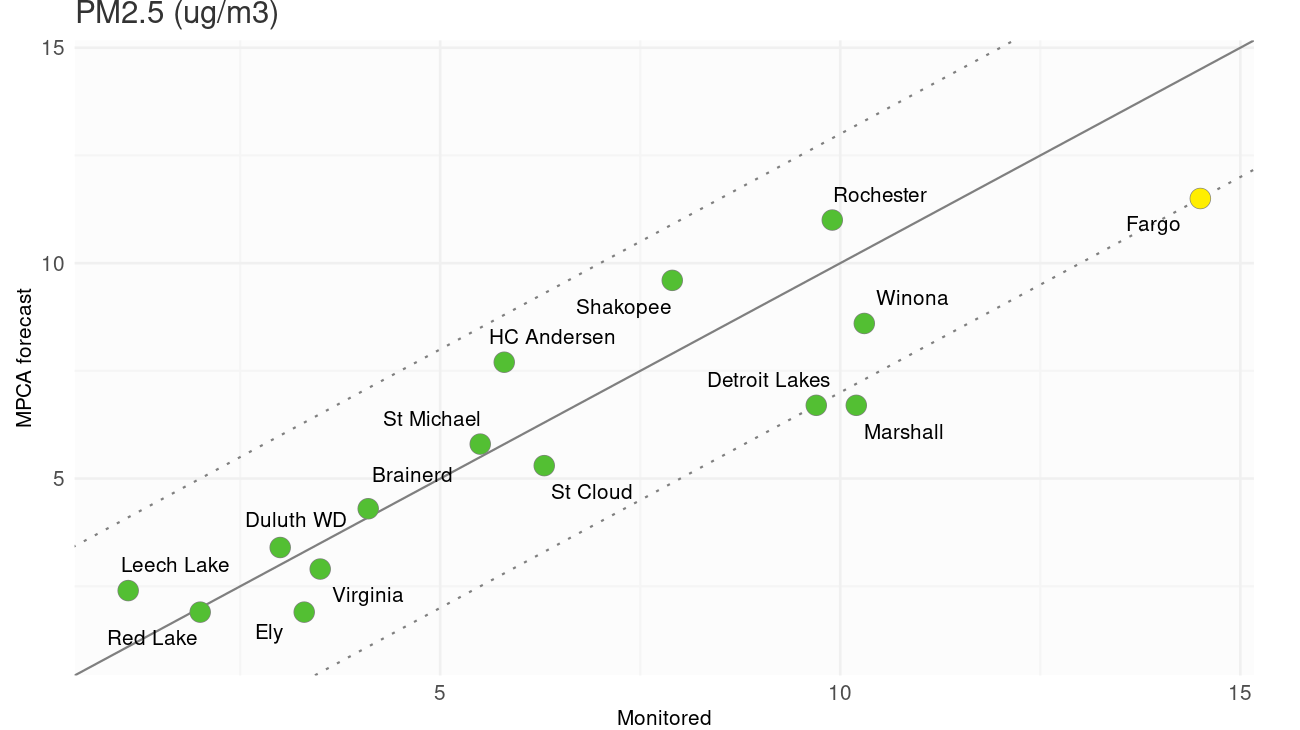 PM2.5 (ug/m3)
15
Rochester
Fargo
10
Winona
Shakopee
HC Andersen
MPCA forecast
Detroit Lakes
St Michael
Marshall
Brainerd
5
St Cloud
Duluth WD
Leech Lake
Virginia
Ely
Red Lake
5
10
15
Monitored